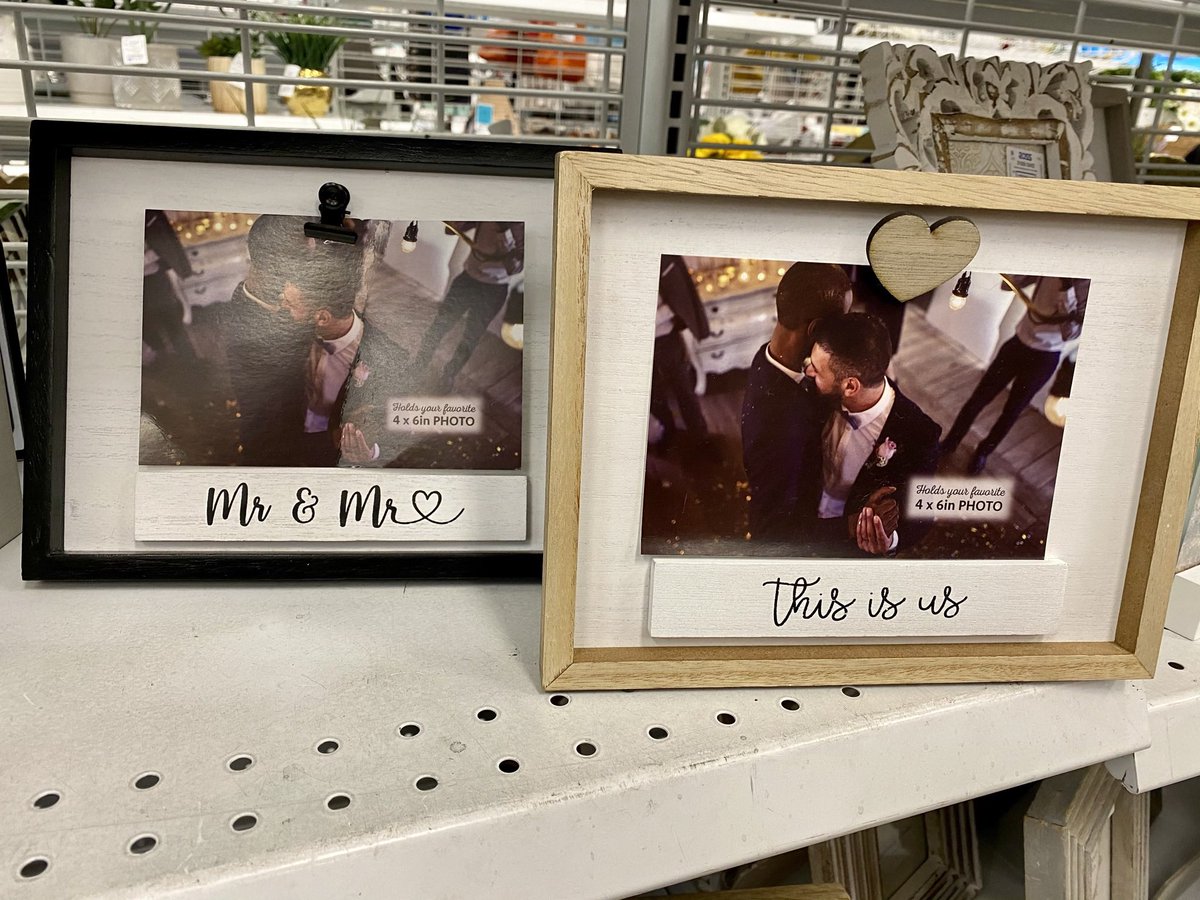 Holds your favorite
4 x 6in PHOTO
Mr & Mr
Holds your favorite
4 x 6in PHOTO
This is us